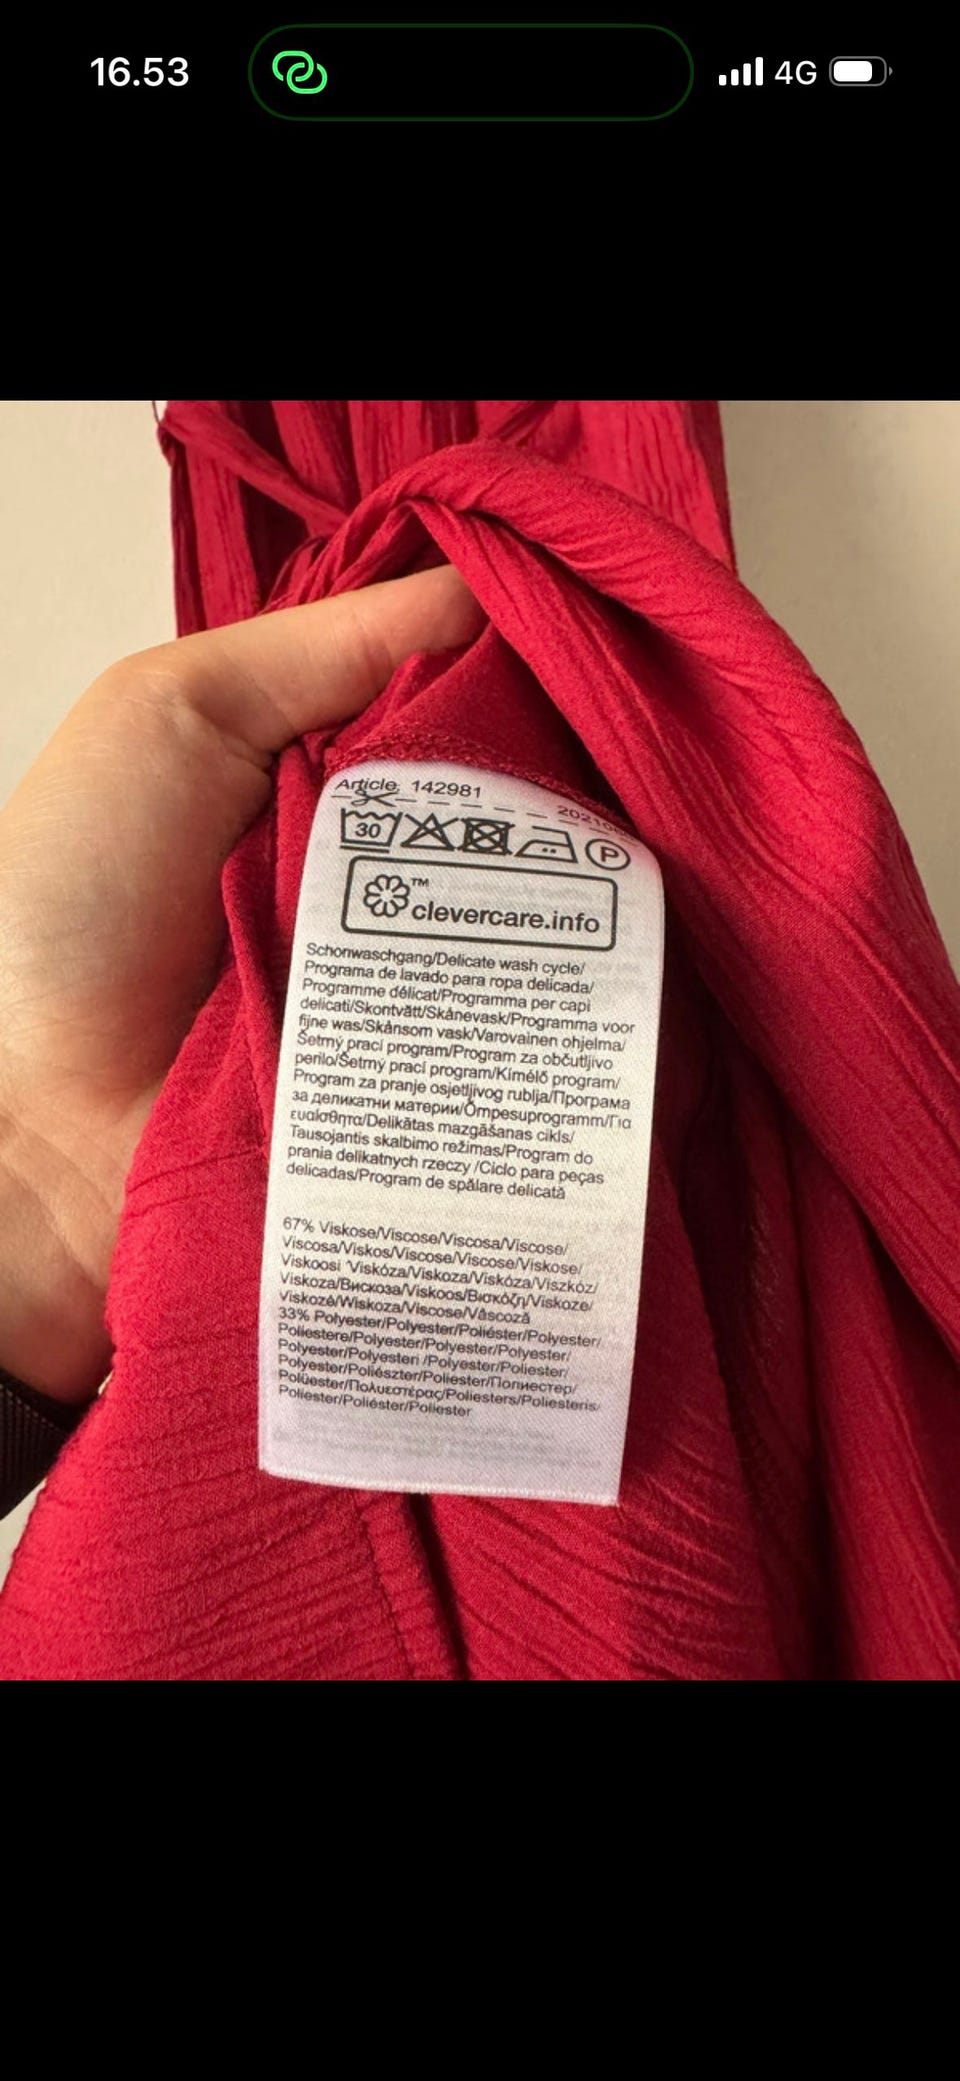 16.53
4G
Article: 142981
30
P
™
clevercare.info
Schonwaschgang/Delicate wash cycle/
Programa de lavado para ropa delicada/
Programme délicat/Programma per capi
delicati/Skontvätt/Skånevask/Programma voor
fijne was/Skånsom vask/Varovainen ohjelma/
Šetrný prací program/Program za občutljivo
perilo/Šetrný prací program/Kímélő program/
Program za pranje osjetljivog rublja/Програма
за деликатни материи/Õrnpesuprogramm/Για
ευαίσθητα/Delikātas mazgāšanas cikls/
Tausojantis skalbimo režimas/Program do
prania delikatnych rzeczy /Ciclo para peças
delicadas/Program de spălare delicată
67% Viskose/Viscose/Viscosa/Viscose/
Viscosa/Viskos/Viscose/Viscose/Viskose/
Viskoosi Viskóza/Viskoza/Viskóza/Viszkóz/
Viskoza/Вискоза/Viskoos/Βισκόζη/Viskoze/
Viskozė/Wiskoza/Viscose/Vâscoză
33% Polyester/Polyester/Poliéster/Polyester/
Poliestere/Polyester/Polyester/Polyester/
Polyester/Polyesteri /Polyester/Poliester/
Polyester/Poliészter/Poliester/Полиестер/
Polüester/Πολυεστέρας/Poliesters/Poliesteris/
Poliester/Poliéster/Poliester